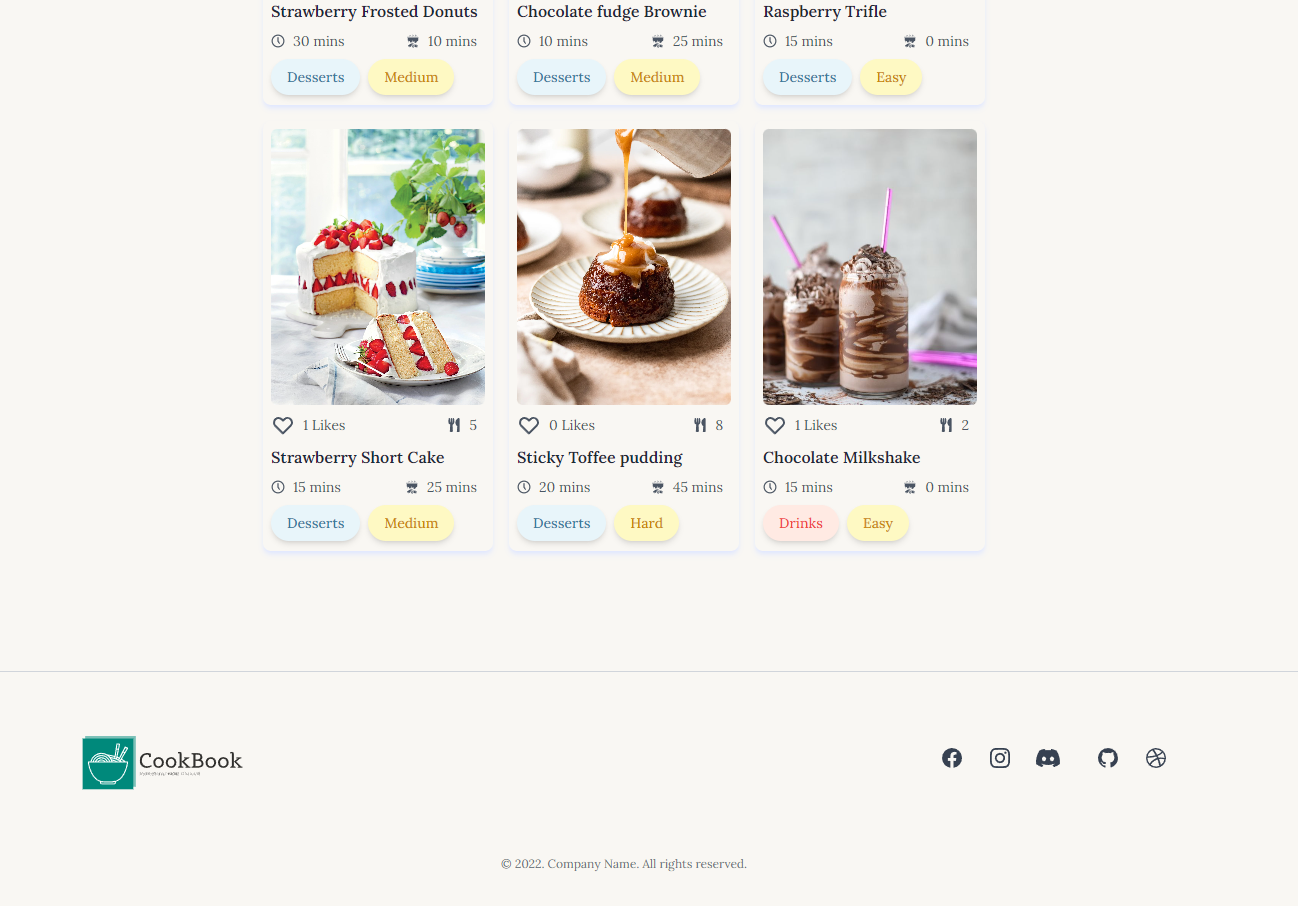 Strawberry Frosted Donuts
Chocolate fudge Brownie
Raspberry Trifle
30 mins
10 mins
10 mins
25 mins
15 mins
0 mins
Desserts
Medium
Desserts
Medium
Desserts
Easy
1 Likes
5
0 Likes
8
1 Likes
2
Strawberry Short Cake
Sticky Toffee pudding
Chocolate Milkshake
15 mins
25 mins
20 mins
45 mins
15 mins
0 mins
Desserts
Medium
Desserts
Hard
Drinks
Easy
CookBook
© 2022. Company Name. All rights reserved.